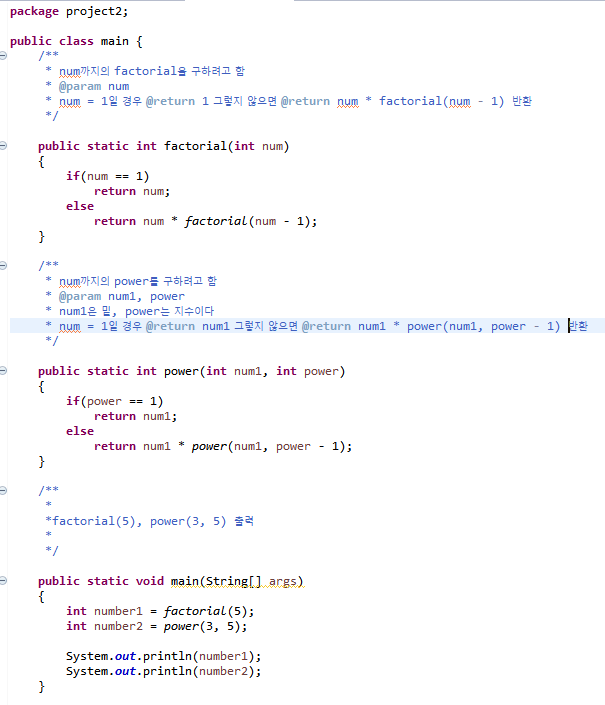 package project2;
public class main {
/**
* num까지의 factorial을 구하려고 함
* @param num
* num = 1일 경우 @return 1 그렇지 않으면 @return num * factorial(num - 1) 반환
*/
public static int factorial(int num)
{
if(num == 1)
return num;
else
return num * factorial(num - 1);
}
/**
* num까지의 power를 구하려고 함
* @param num1, power
* num1은 밑, power는 지수이다
* num = 1일 경우 @return num1 그렇지 않으면 @return num1 * power(num1, power - 1) 반환
*/
public static int power(int num1, int power)
{
if(power == 1)
return num1;
else
return num1 * power(num1, power - 1);
}
/**
*
*factorial(5), power(3, 5) 출력
*
*/
public static void main(String[] args)
{
int number1 = factorial(5);
int number2 = power(3, 5);
System.out.println(number1);
System.out.println(number2);
}